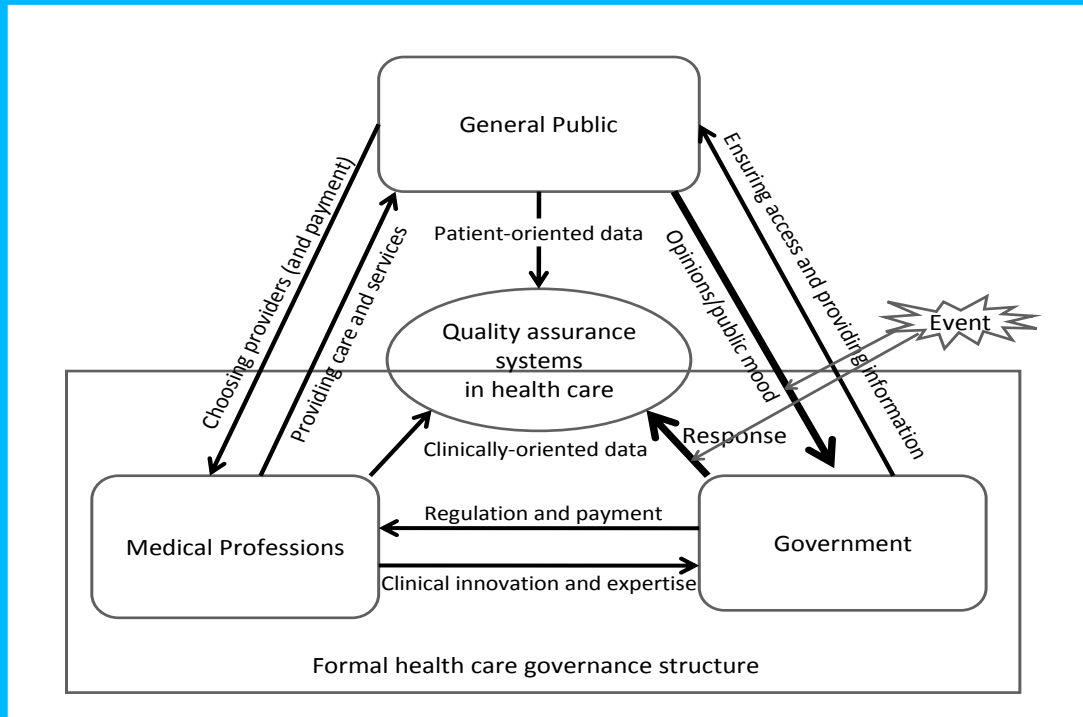 General Public
Choosing providers (and payment)
Providing care and services
Patient-oriented data
Opinions/public mood
Ensuring access and providing information
Event
Quality assurance
systems
in health care
Clinically-oriented data
Response
Medical Professions
Regulation and payment
Clinical innovation and expertise
Government
Formal health care governance structure